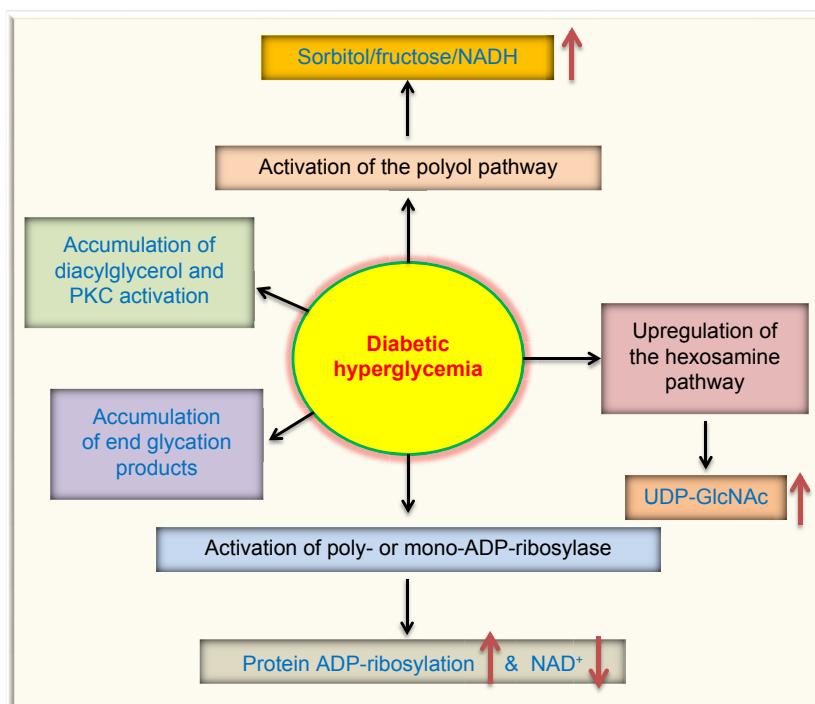 Sorbitol/fructose/NADH
Activation of the polyol pathway
Accumulation of
diacylglycerol and
PKC activation
Diabetic
hyperglycemia
Upregulation of
the hexosamine
pathway
Accumulation
of end glycation
products
UDP-GlcNAc
Activation of poly- or mono-ADP-ribosylase
Protein ADP-ribosylation & NAD⁺